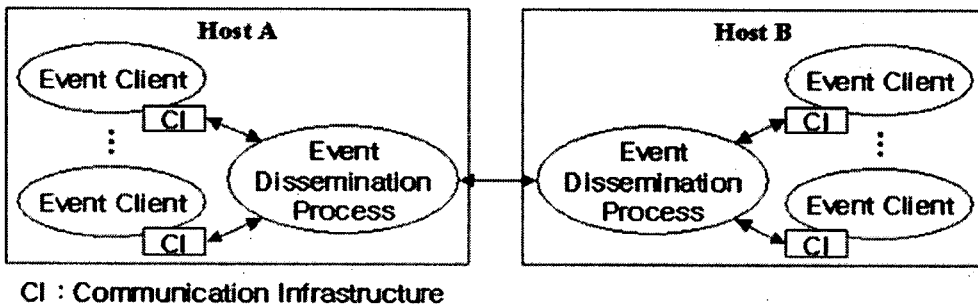 Host A
Event Client
CI
⋮
Event Client
CI
Event
Dissemination
Process
Host B
Event
Dissemination
Process
Event Client
CI
⋮
Event Client
CI
CI : Communication Infrastructure